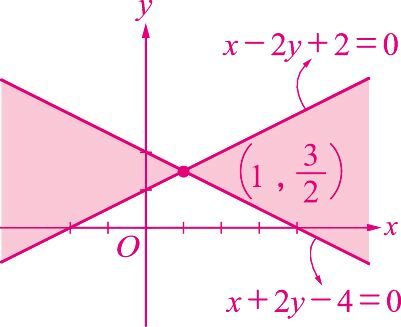 y
x−2y+2=0
(1, 3/2)
x
O
x+2y−4=0